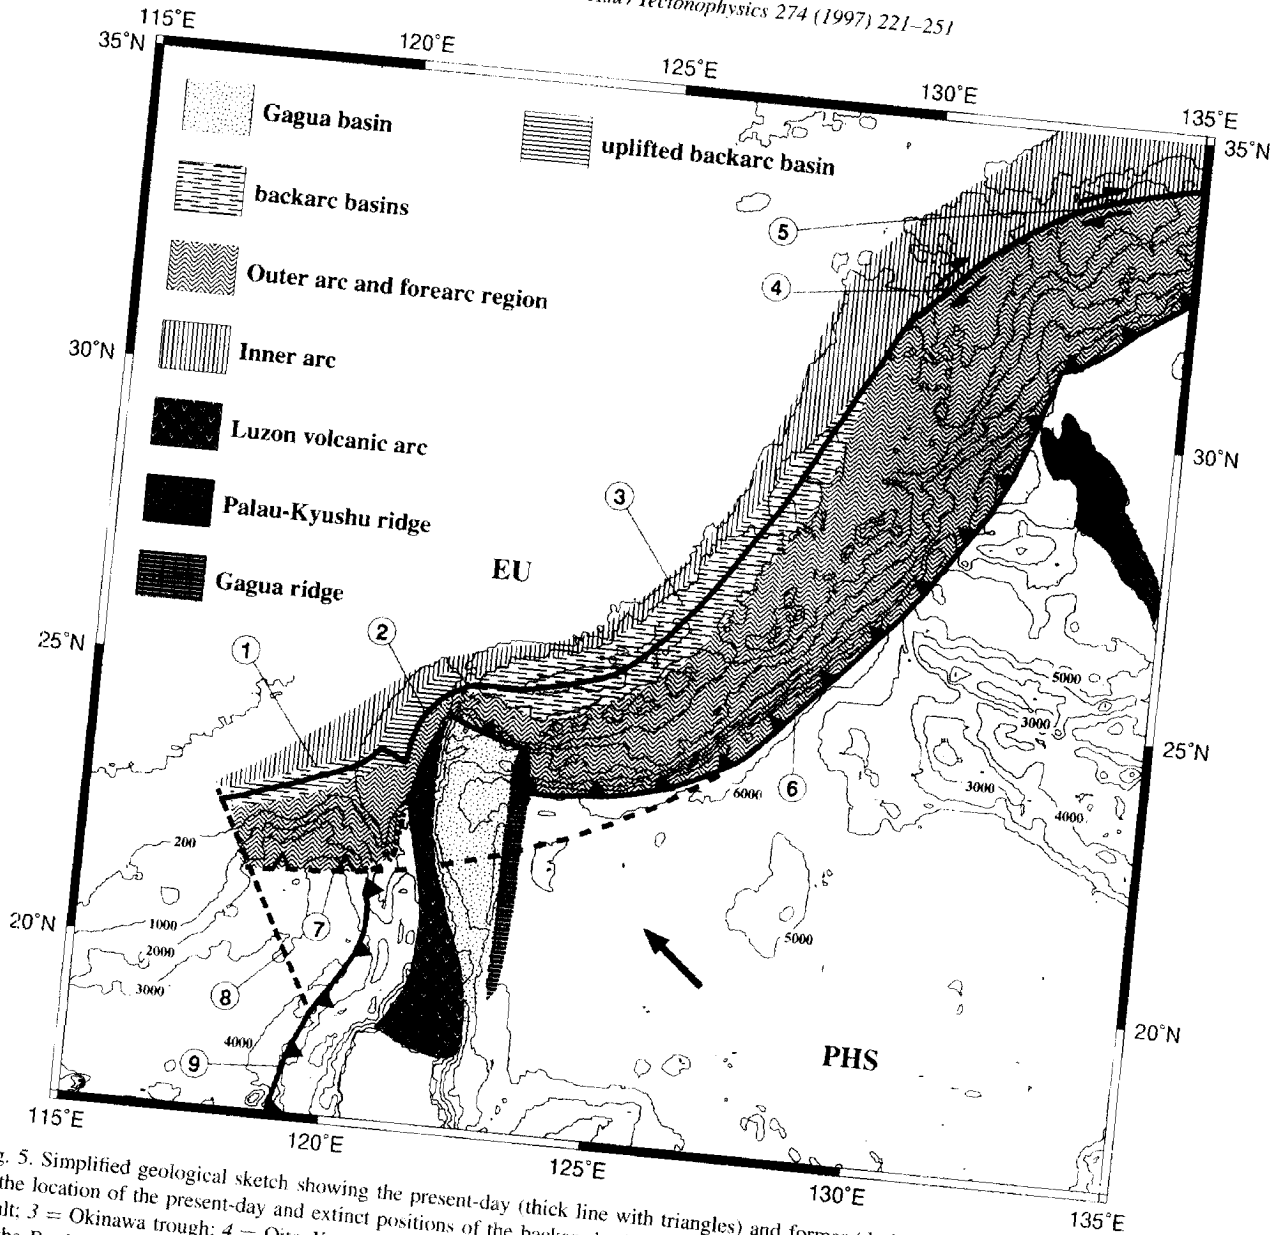 Tectonophysics 274 (1997) 221–251
115°E
120°E
125°E
130°E
135°E
35°N
35°N
Gagua basin
uplifted backarc basin
backarc basins
Outer arc and forearc region
Inner arc
Luzon volcanic arc
Palau-Kyushu ridge
Gagua ridge
5
4
30°N
30°N
3
EU
2
1
25°N
25°N
5000
3000
3000
4000
6000
6
200
7
1000
2000
3000
8
5000
20°N
20°N
4000
9
PHS
115°E
120°E
125°E
130°E
135°E
5. Simplified geological sketch showing the present-day (thick line with triangles) and former
the location of the present-day and extinct positions of the
3 = Okinawa trough; 4 =